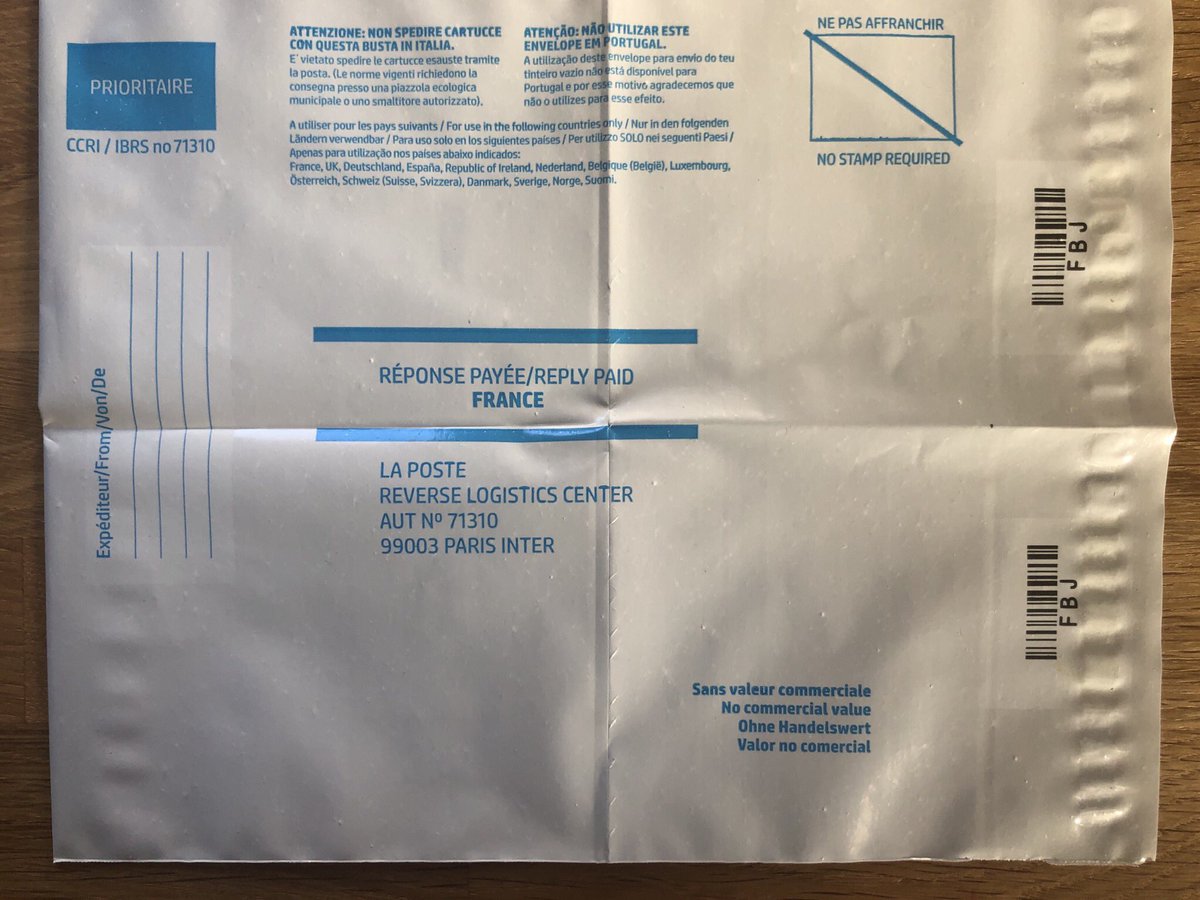 PRIORITAIRE
CCRI / IBRS no 71310
ATTENZIONE: NON SPEDIRE CARTUCCE
CON QUESTA BUSTA IN ITALIA.
E' vietato spedire le cartucce esauste tramite
la posta. (Le norme vigenti richiedono la
consegna presso una piazzola ecologica
municipale o uno smaltitore autorizzato).
ATENÇÃO: NÃO UTILIZAR ESTE
ENVELOPE EM PORTUGAL.
A utilização deste envelope para envio do teu
tinteiro vazio não está disponível para
Portugal e por esse motivo agradecemos que
não o utilizes para esse efeito.
A utiliser pour les pays suivants / For use in the following countries only / Nur in den folgenden
Ländern verwendbar / Para uso solo en los siguientes países / Per utilizzo SOLO nei seguenti Paesi /
Apenas para utilização nos países abaixo indicados:
France, UK, Deutschland, España, Republic of Ireland, Nederland, Belgique (België), Luxembourg,
Österreich, Schweiz (Suisse, Svizzera), Danmark, Sverige, Norge, Suomi.
NE PAS AFFRANCHIR
NO STAMP REQUIRED
FBJ
Expéditeur/From/Von/De
RÉPONSE PAYÉE/REPLY PAID
FRANCE
LA POSTE
REVERSE LOGISTICS CENTER
AUT Nº 71310
99003 PARIS INTER
FBJ
Sans valeur commerciale
No commercial value
Ohne Handelswert
Valor no comercial